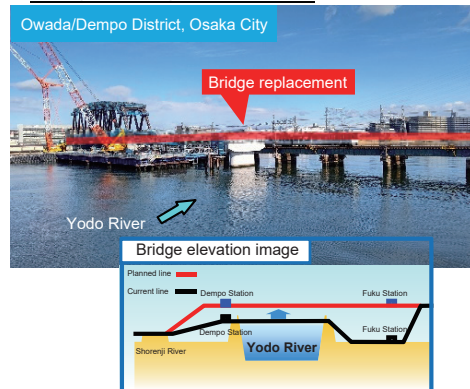 Owada/Dempo District, Osaka City
Bridge replacement
Yodo River
Bridge elevation image
Planned line
Current line
Dempo Station
Fuku Station
Dempo Station
Fuku Station
Shorenji River
Yodo River